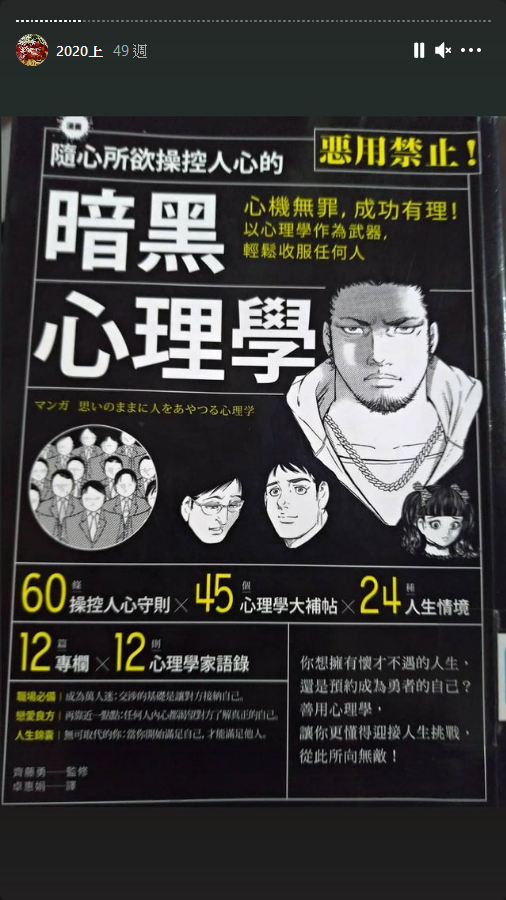 2020上 49 週
漫畫
隨心所欲操控人心的
惡用禁止！
暗黑
心理學
心機無罪，成功有理！
以心理學作為武器，
輕鬆收服任何人
マンガ 思いのままに人をあやつる心理学
60條操控人心守則×45個心理學大補帖×24種人生情境
12篇專欄×12則心理學家語錄
職場必備｜成為萬人迷：交涉的基礎是讓對方接納自己。
戀愛良方｜再靠近一點點：任何人內心都渴望對方了解真正的自己。
人生錦囊｜無可取代的你：當你開始滿足自己，才能滿足他人。
你想擁有懷才不遇的人生，
還是預約成為勇者的自己？
善用心理學，
讓你更懂得迎接人生挑戰，
從此所向無敵！
齊藤勇──監修
卓惠娟──譯